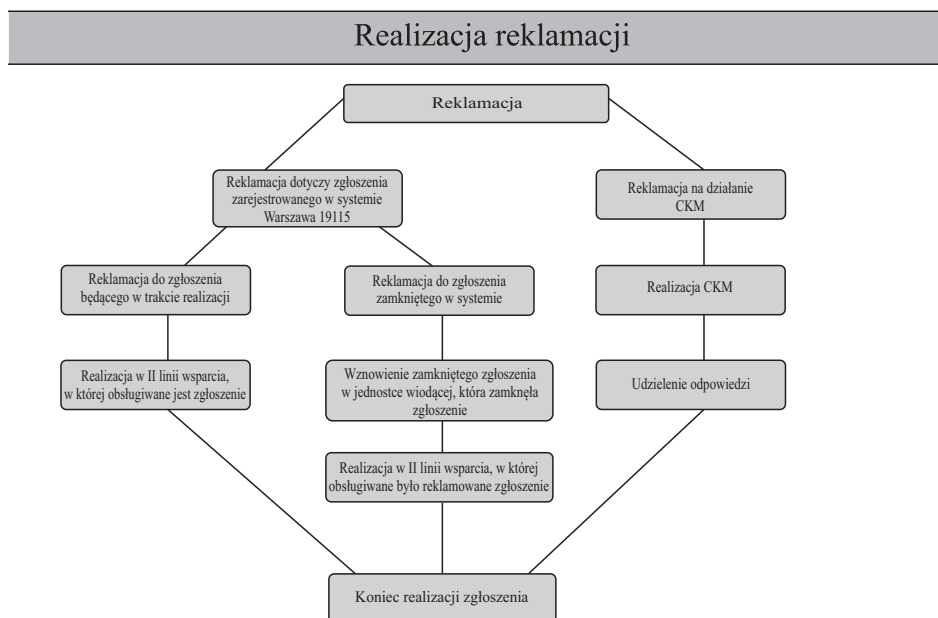 Realizacja reklamacji
Reklamacja
Reklamacja dotyczy zgłoszenia
zarejestrowanego w systemie
Warszawa 19115
Reklamacja na działanie
CKM
Reklamacja do zgłoszenia
będącego w trakcie realizacji
Reklamacja do zgłoszenia
zamkniętego w systemie
Realizacja CKM
Realizacja w II linii wsparcia,
w której obsługiwane jest zgłoszenie
Wznowienie zamkniętego zgłoszenia
w jednostce wiodącej, która zamknęła
zgłoszenie
Udzielenie odpowiedzi
Realizacja w II linii wsparcia, w której
obsługiwane było reklamowane zgłoszenie
Koniec realizacji zgłoszenia